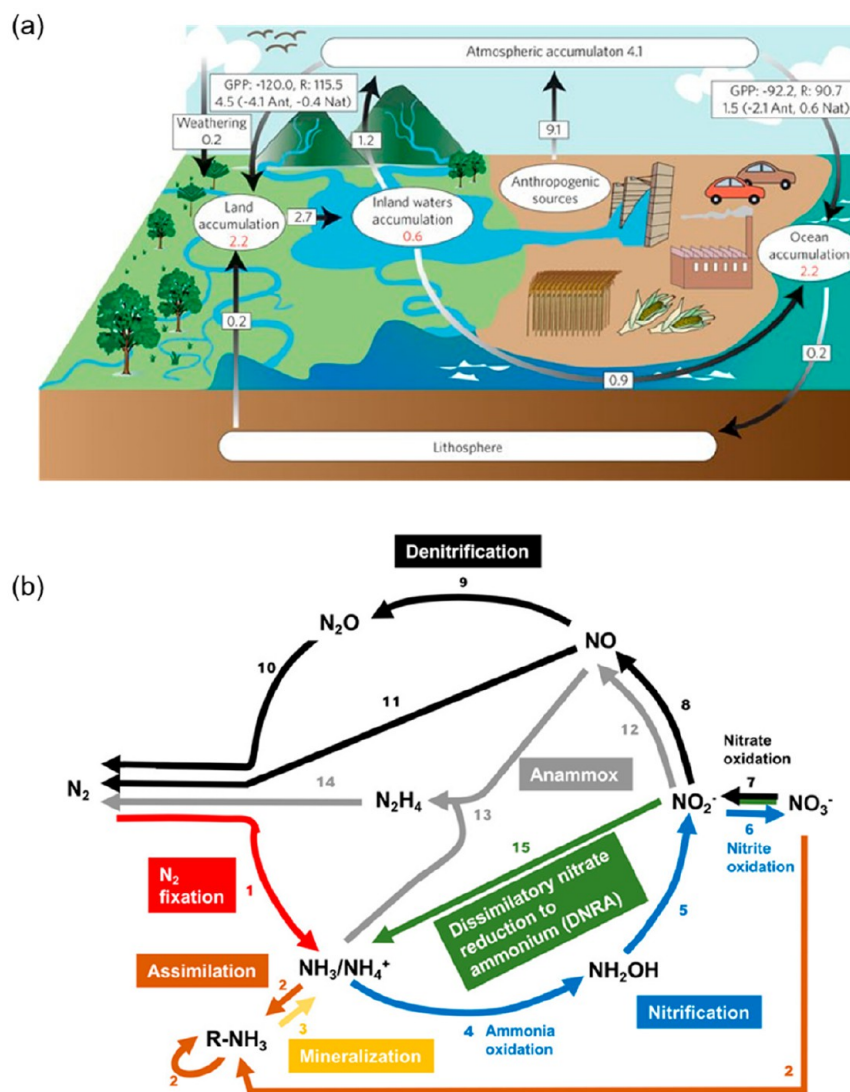 (a)
Atmospheric accumulaton 4.1
GPP: -120.0, R: 115.5
4.5 (-4.1 Ant, -0.4 Nat)
GPP: -92.2, R: 90.7
1.5 (-2.1 Ant, 0.6 Nat)
Weathering
0.2
1.2
9.1
Land
accumulation
2.2
2.7
Inland waters
accumulation
0.6
Anthropogenic
sources
Ocean
accumulation
2.2
0.2
0.9
0.2
Lithosphere
(b)
Denitrification
9
N₂O
NO
10
11
8
12
Nitrate
oxidation
7
N₂
14
N₂H₄
Anammox
13
NO₂⁻
NO₃⁻
6
Nitrite
oxidation
15
N₂
fixation
1
Dissimilatory nitrate
reduction to
ammonium (DNRA)
5
Assimilation
NH₃/NH₄⁺
NH₂OH
2
3
4
Ammonia
oxidation
Nitrification
R-NH₃
2
Mineralization
2